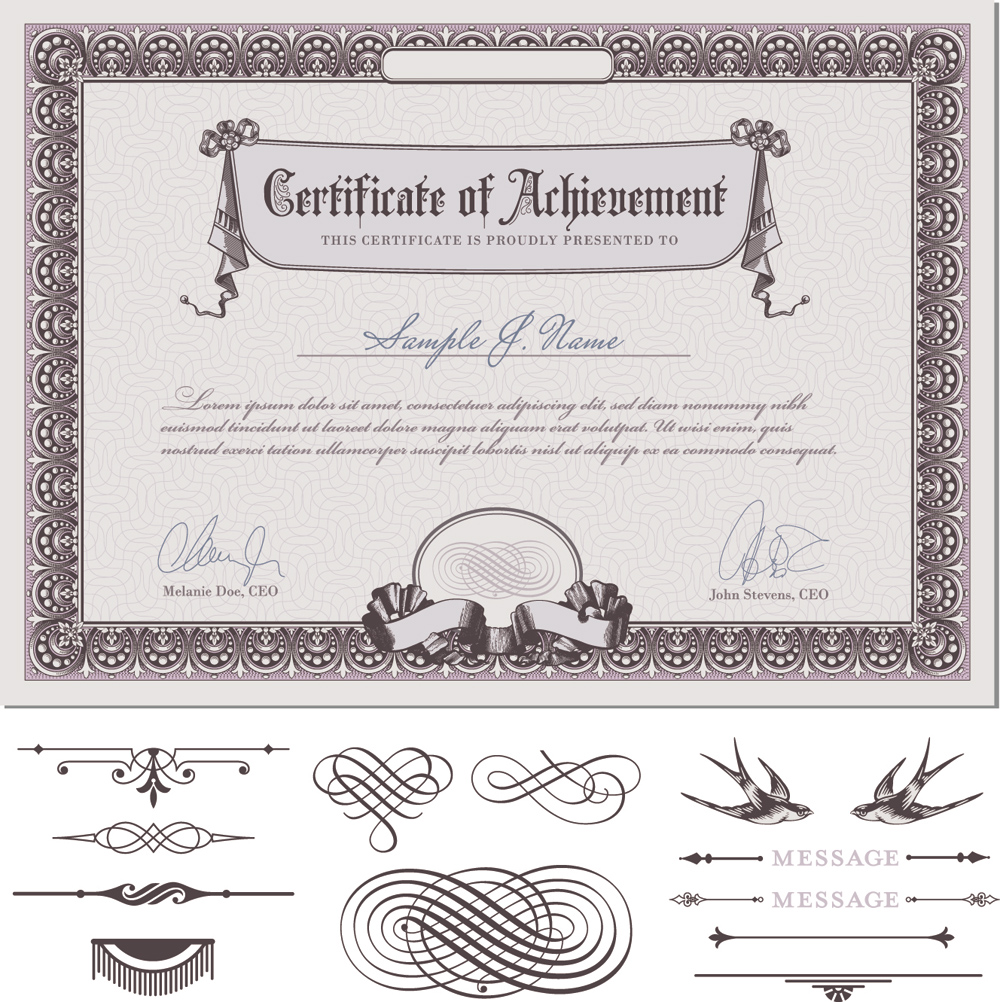 Certificate of Achievement
THIS CERTIFICATE IS PROUDLY PRESENTED TO
Sample J. Name
Lorem ipsum dolor sit amet, consectetuer adipiscing elit, sed diam nonummy nibh
euismod tincidunt ut laoreet dolore magna aliquam erat volutpat. Ut wisi enim, quis
nostrud exerci tation ullamcorper suscipit lobortis nisl ut aliquip ex ea commodo consequat.
Melanie Doe, CEO
John Stevens, CEO
MESSAGE
MESSAGE